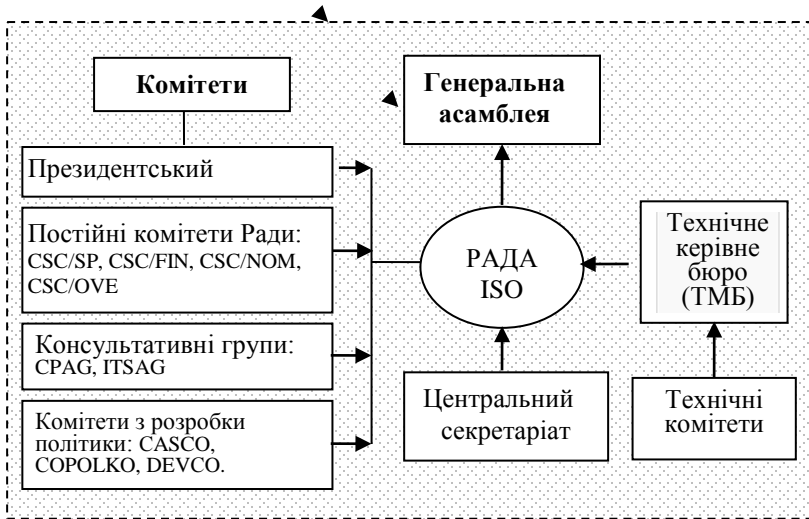 Комітети
Президентський
Постійні комітети Ради:
CSC/SP, CSC/FIN, CSC/NOM,
CSC/OVE
Консультативні групи:
CPAG, ITSAG
Комітети з розробки
політики: CASCO,
COPOLKO, DEVCO.
Генеральна
асамблея
РАДА
ISO
Центральний
секретаріат
Технічне
керівне
бюро
(ТМБ)
Технічні
комітети